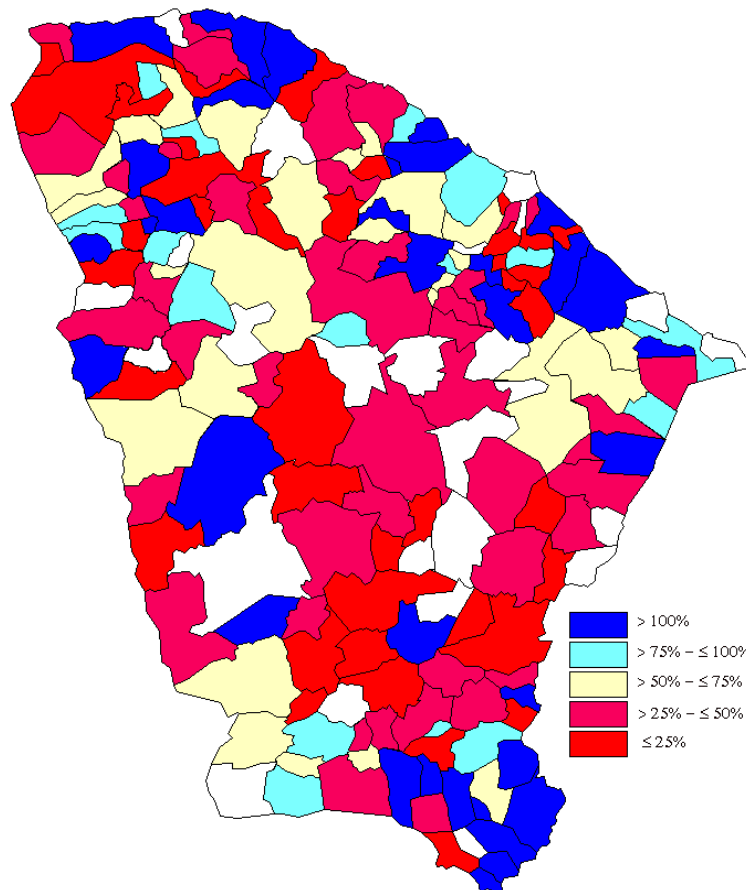 > 100%
> 75% – ≤ 100%
> 50% – ≤ 75%
> 25% – ≤ 50%
≤ 25%